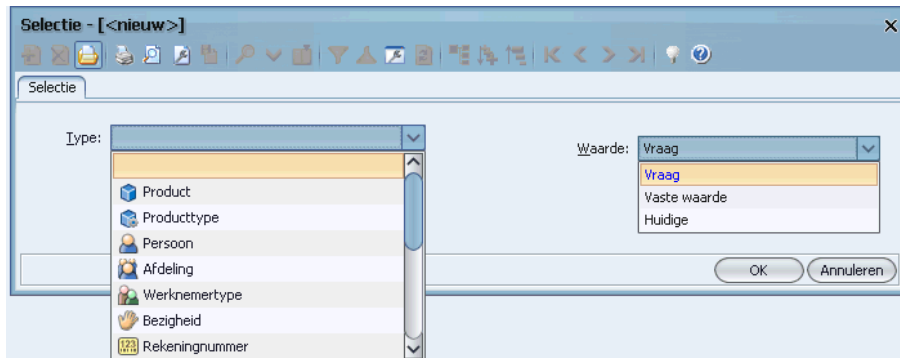 Selectie - [<nieuw>]
Selectie
Type:
Waarde: Vraag
Vraag
Vaste waarde
Huidige
Product
Producttype
Persoon
Afdeling
Werknemertype
Bezigheid
123 Rekeningnummer
OK Annuleren